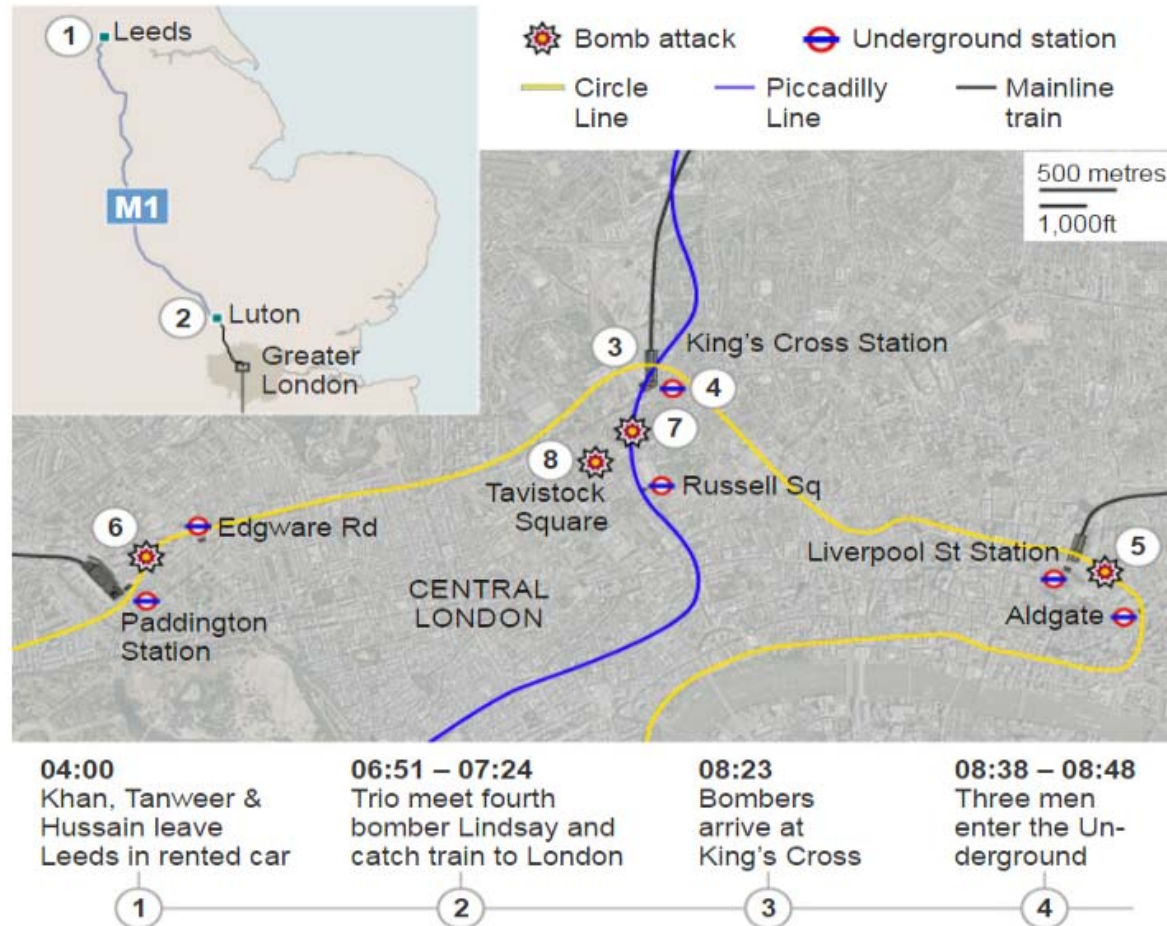 1
Leeds
M1
2
Luton
Greater
London
Bomb attack
Underground station
Circle
Line
Piccadilly
Line
Mainline
train
500 metres
1,000ft
3
King's Cross Station
4
7
8
Tavistock
Square
Russell Sq
6
Edgware Rd
Liverpool St Station
5
CENTRAL
LONDON
Aldgate
Paddington
Station
04:00
Khan, Tanweer &
Hussain leave
Leeds in rented car
1
06:51 – 07:24
Trio meet fourth
bomber Lindsay and
catch train to London
2
08:23
Bombers
arrive at
King's Cross
3
08:38 – 08:48
Three men
enter the Un-
derground
4